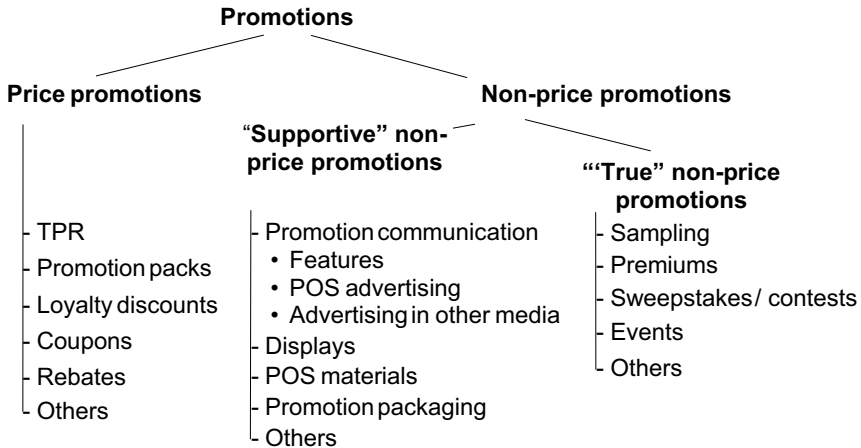 Promotions
Price promotions
Non-price promotions
“Supportive” non-
price promotions
““True” non-price
promotions
- TPR
- Promotion packs
- Loyalty discounts
- Coupons
- Rebates
- Others
- Promotion communication
• Features
• POS advertising
• Advertising in other media
- Displays
- POS materials
- Promotion packaging
- Others
- Sampling
- Premiums
- Sweepstakes/ contests
- Events
- Others